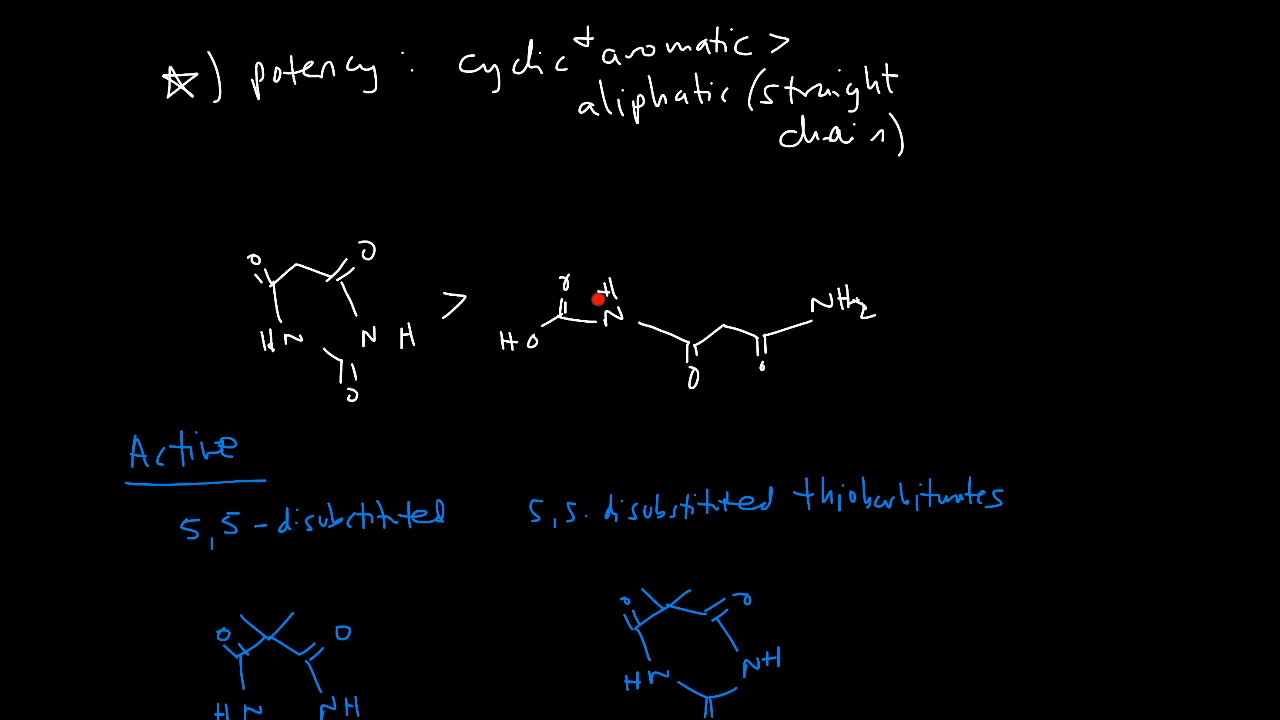 ☆) potency: cyclic + aromatic >
aliphatic (straight
chain)
O O
HN N H
O
>
O H
HO N
O O
NH2
Active
5,5-disubstituted
5,5-disubstituted thiobarbiturates
O O
HN NH
O O
HN NH